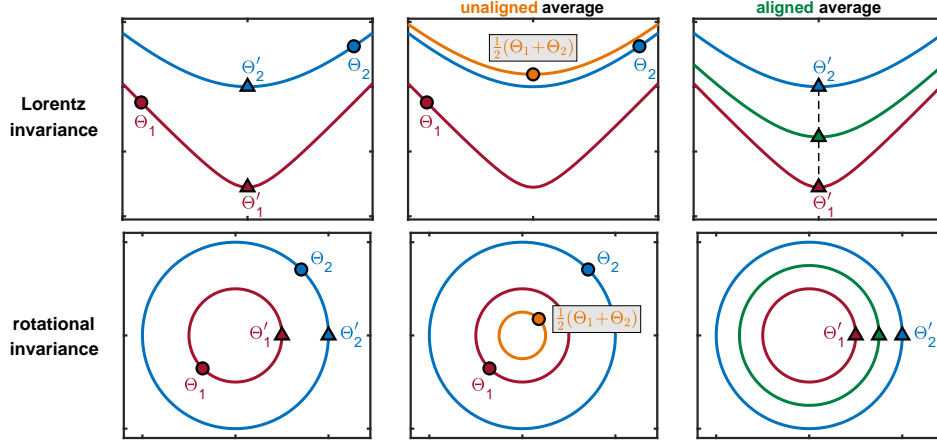 unaligned average
aligned average
Lorentz
invariance
Θ₁
Θ′₂
Θ₂
Θ′₁
½(Θ₁+Θ₂)
Θ₁
Θ₂
Θ′₂
Θ′₁
rotational
invariance
Θ₂
Θ′₁
Θ′₂
Θ₁
Θ₂
½(Θ₁+Θ₂)
Θ₁
Θ′₁
Θ′₂